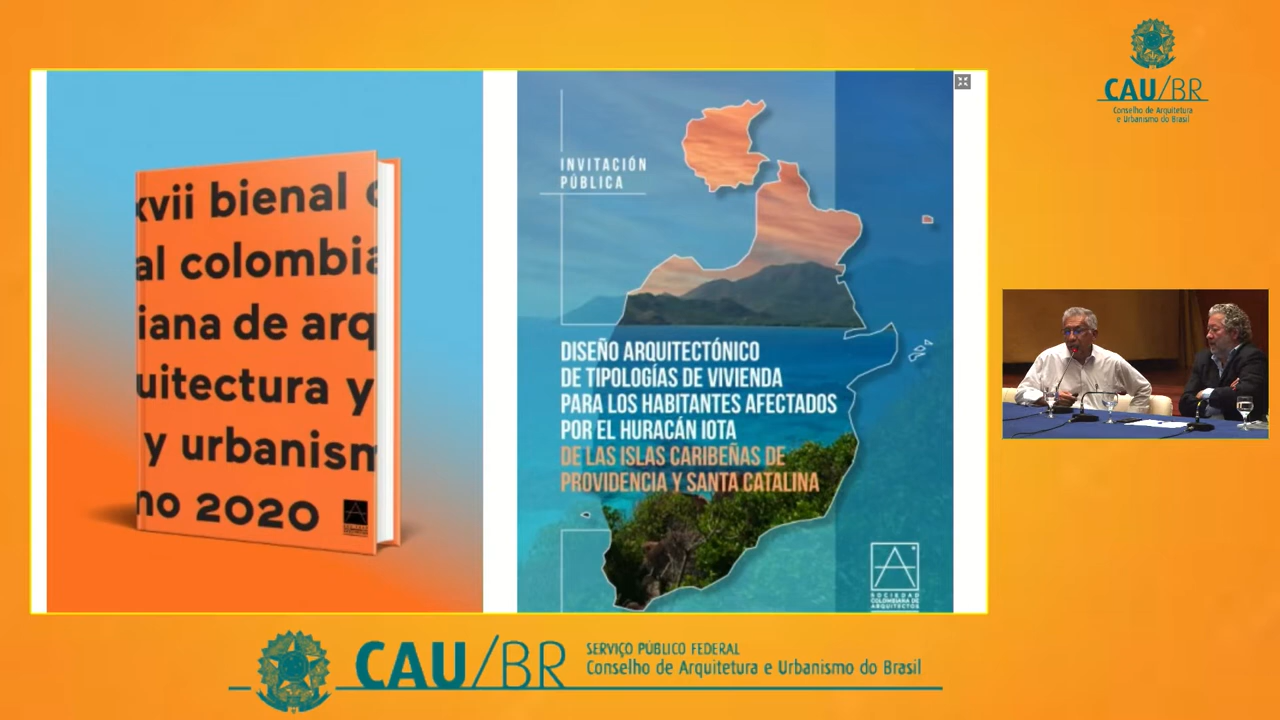 xvii bienal c
al colombia
iana de arq
uitectura y
y urbanism
no 2020
INVITACIÓN
PÚBLICA
DISEÑO ARQUITECTÓNICO
DE TIPOLOGÍAS DE VIVIENDA
PARA LOS HABITANTES AFECTADOS
POR EL HURACÁN IOTA
DE LAS ISLAS CARIBEÑAS DE
PROVIDENCIA Y SANTA CATALINA
SOCIEDAD
COLOMBIANA DE
ARQUITECTOS
CAU/BR
Conselho de Arquitetura
e Urbanismo do Brasil
CAU/BR
SERVIÇO PÚBLICO FEDERAL
Conselho de Arquitetura e Urbanismo do Brasil